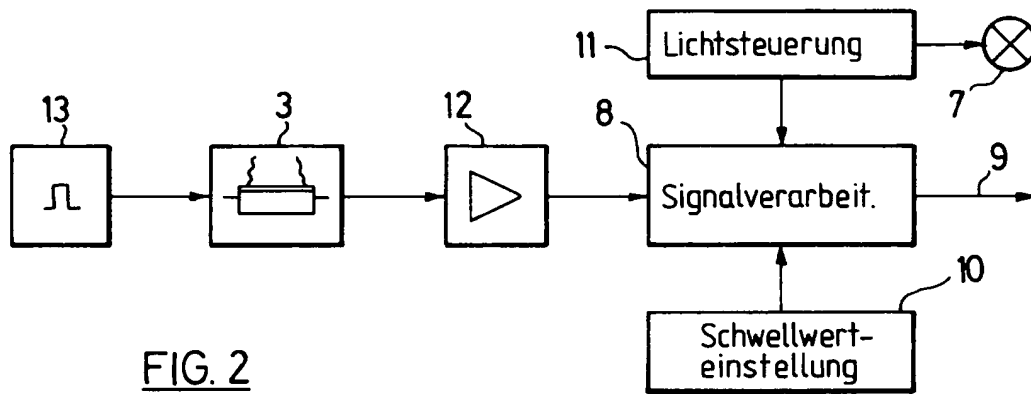 11
Lichtsteuerung
7
13
3
12
8
Signalverarbeit.
9
10
Schwellwert-
einstellung
FIG. 2